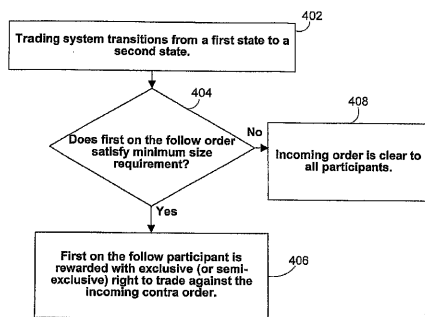 402
Trading system transitions from a first state to a
second state.
404
Does first on the follow order
satisfy minimum size
requirement?
No
408
Incoming order is clear to
all participants.
Yes
First on the follow participant is
rewarded with exclusive (or semi-
exclusive) right to trade against the
incoming contra order.
406